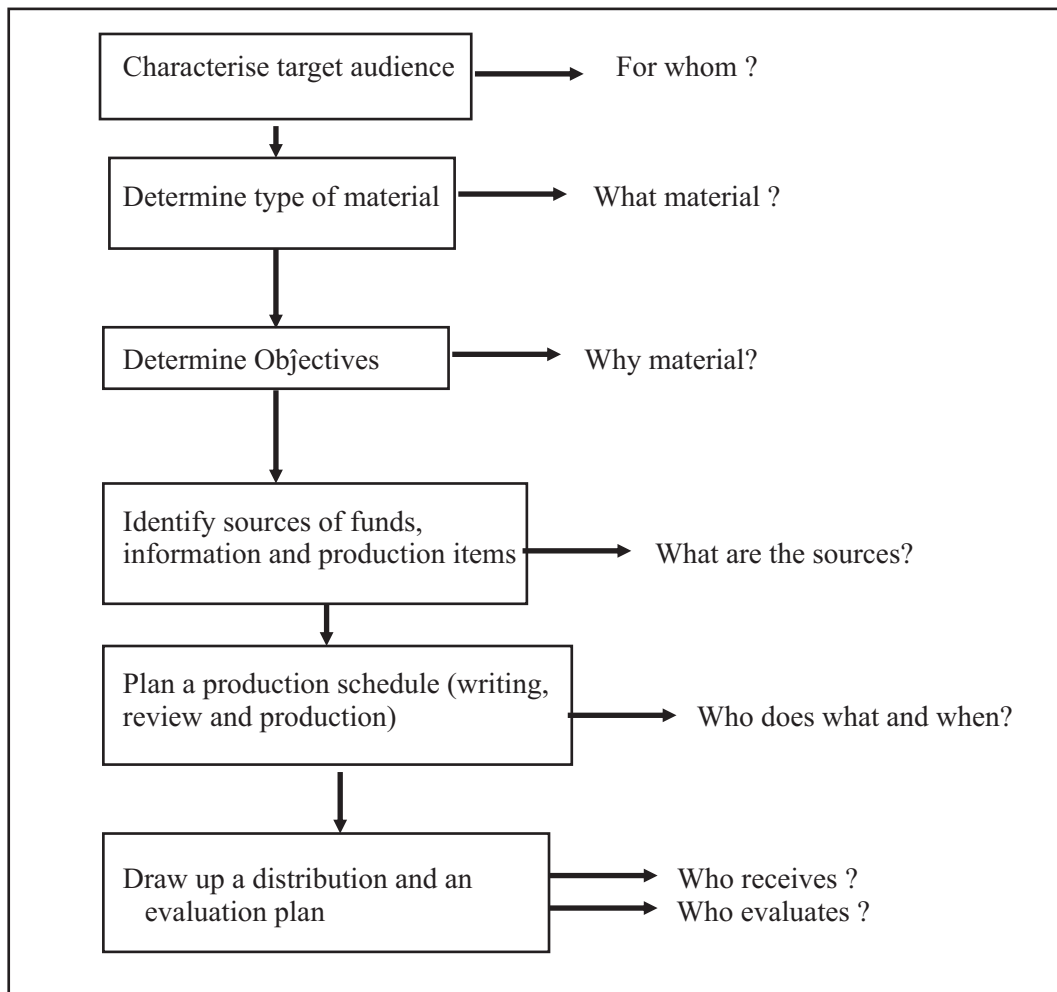 Characterise target audience
For whom ?
Determine type of material
What material ?
Determine Objectives
Why material?
Identify sources of funds,
information and production items
What are the sources?
Plan a production schedule (writing,
review and production)
Who does what and when?
Draw up a distribution and an
evaluation plan
Who receives ?
Who evaluates ?